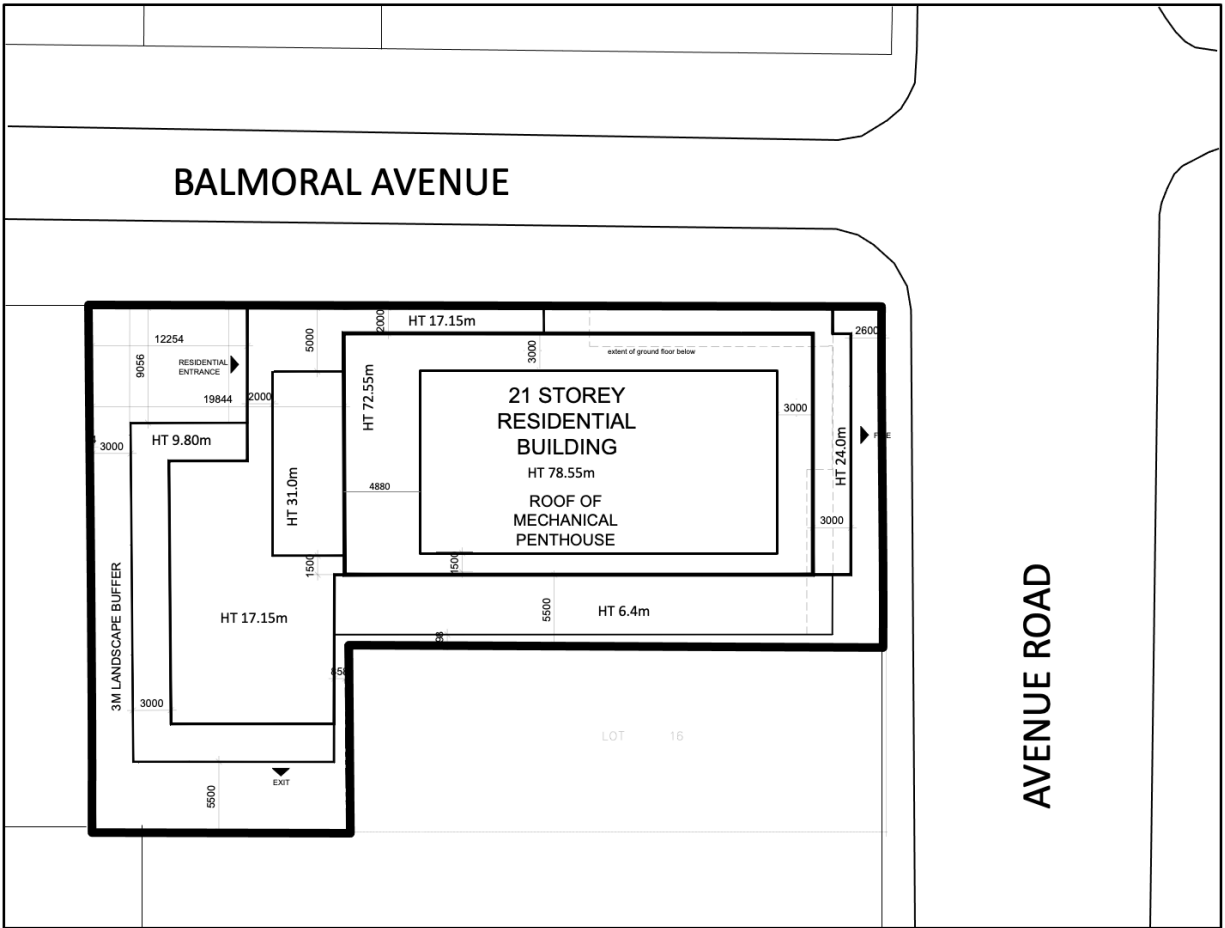 BALMORAL AVENUE
12254
9056
RESIDENTIAL
ENTRANCE
19844
2000
5000
2000
HT 17.15m
3000
extent of ground floor below
2600
HT 72.55m
21 STOREY
RESIDENTIAL
BUILDING
HT 78.55m
ROOF OF
MECHANICAL
PENTHOUSE
3000
HT 24.0m
3000
3000
HT 9.80m
HT 31.0m
4880
1500
1500
5500
HT 6.4m
HT 17.15m
3M LANDSCAPE BUFFER
3000
EXIT
5500
LOT 16
AVENUE ROAD